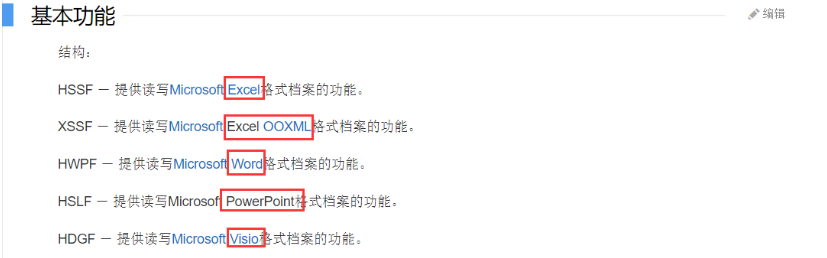 基本功能
编辑
结构：
HSSF － 提供读写Microsoft Excel格式档案的功能。
XSSF － 提供读写Microsoft Excel OOXML格式档案的功能。
HWPF － 提供读写Microsoft Word格式档案的功能。
HSLF － 提供读写Microsoft PowerPoint格式档案的功能。
HDGF － 提供读写Microsoft Visio格式档案的功能。